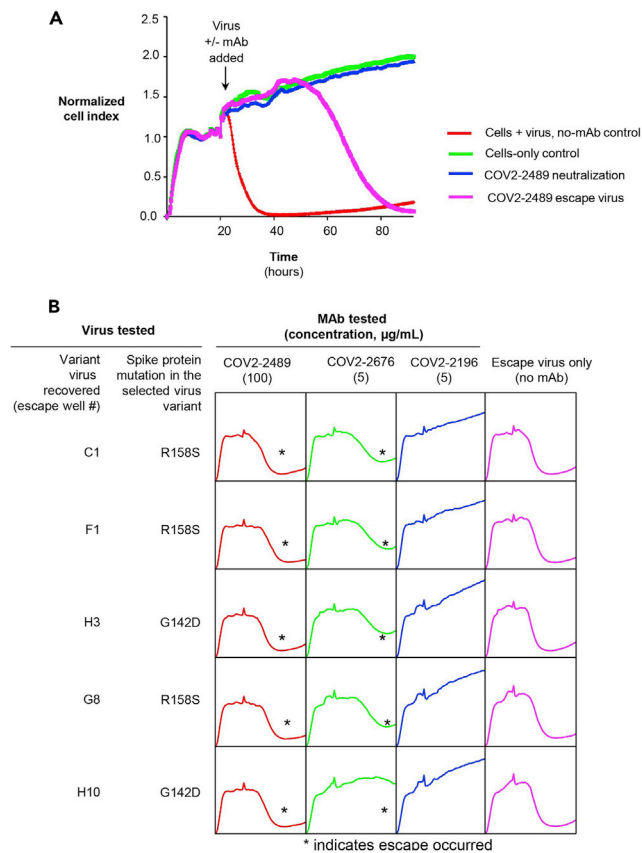 A
Virus
+/- mAb
added
Normalized
cell index
2.5
2.0
1.5
1.0
0.5
0.0
0 20 40 60 80
Time
(hours)
Cells + virus, no-mAb control
Cells-only control
COV2-2489 neutralization
COV2-2489 escape virus
B
Virus tested
MAb tested
(concentration, µg/mL)
Variant
virus
recovered
(escape well #)
Spike protein
mutation in the
selected virus
variant
COV2-2489
(100)
COV2-2676
(5)
COV2-2196
(5)
Escape virus only
(no mAb)
C1 R158S * *
F1 R158S * *
H3 G142D * *
G8 R158S * *
H10 G142D * *
* indicates escape occurred